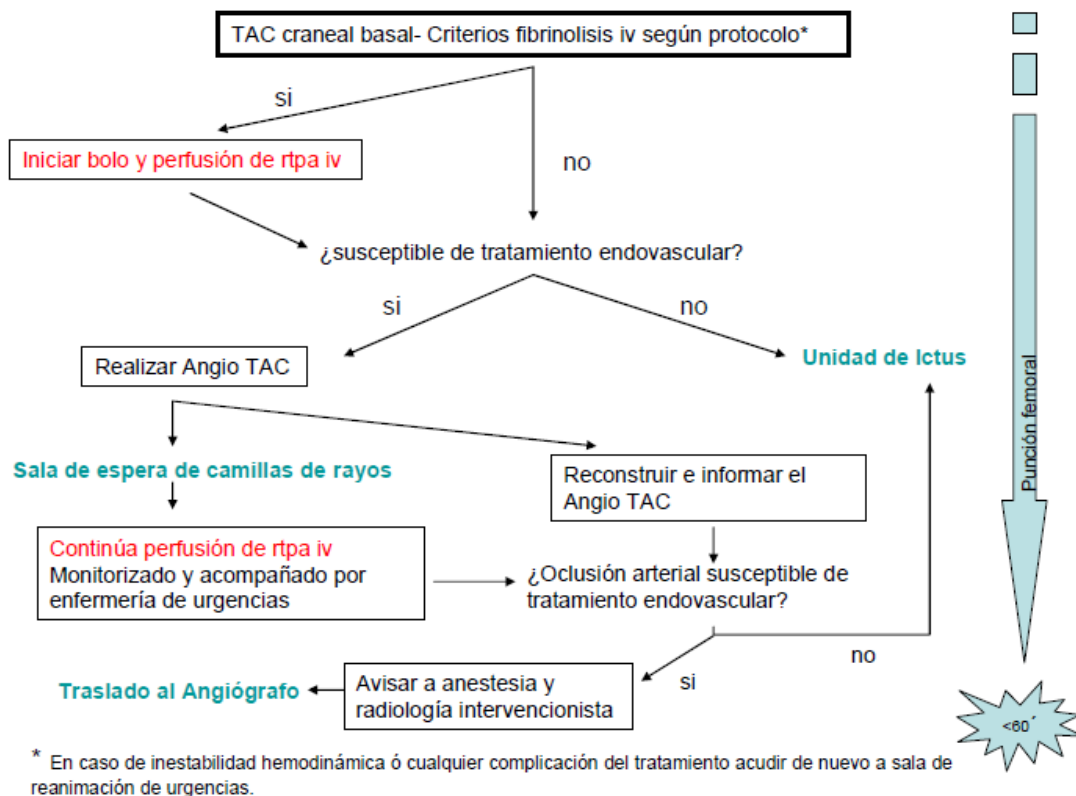 TAC craneal basal- Criterios fibrinolisis iv según protocolo*
si
no
Iniciar bolo y perfusión de rtpa iv
¿susceptible de tratamiento endovascular?
si
no
Realizar Angio TAC
Unidad de Ictus
Sala de espera de camillas de rayos
Reconstruir e informar el
Angio TAC
Continúa perfusión de rtpa iv
Monitorizado y acompañado por
enfermería de urgencias
¿Oclusión arterial susceptible de
tratamiento endovascular?
si
no
Avisar a anestesia y
radiología intervencionista
Traslado al Angiógrafo
Punción femoral
<60´
* En caso de inestabilidad hemodinámica ó cualquier complicación del tratamiento acudir de nuevo a sala de
reanimación de urgencias.